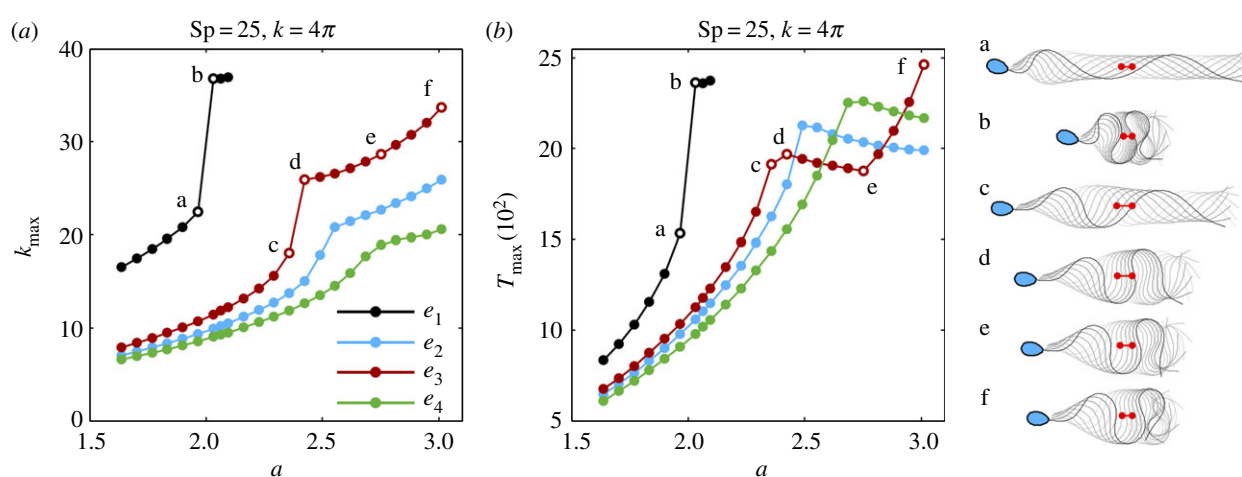 (a)
Sp = 25, k = 4π
40
30
20
10
0
k_max
1.5
2.0
2.5
3.0
a
a
b
c
d
e
f
e_1
e_2
e_3
e_4
(b)
Sp = 25, k = 4π
25
20
15
10
5
T_max (10^2)
1.5
2.0
2.5
3.0
a
a
b
c
d
e
f
a
b
c
d
e
f